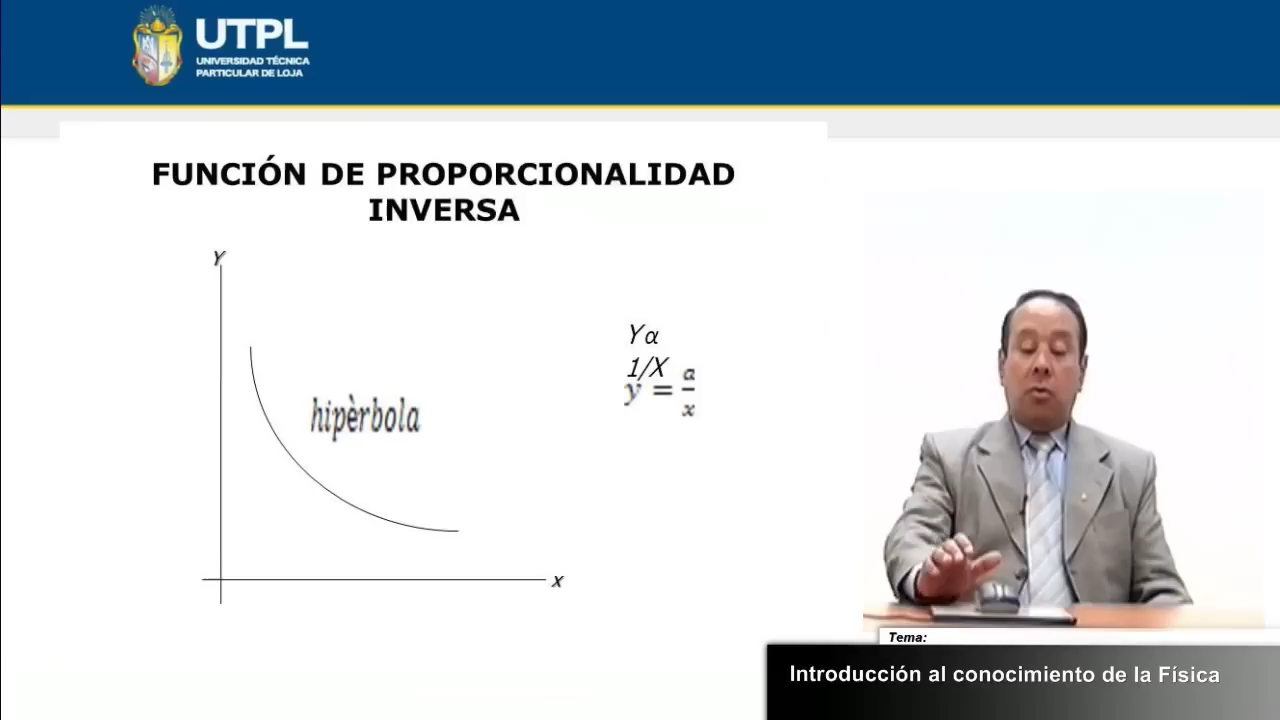 UTPL
UNIVERSIDAD TÉCNICA
PARTICULAR DE LOJA
FUNCIÓN DE PROPORCIONALIDAD
INVERSA
Y
hipèrbola
X
Y α
1/X
y = a/x
Tema:
Introducción al conocimiento de la Física